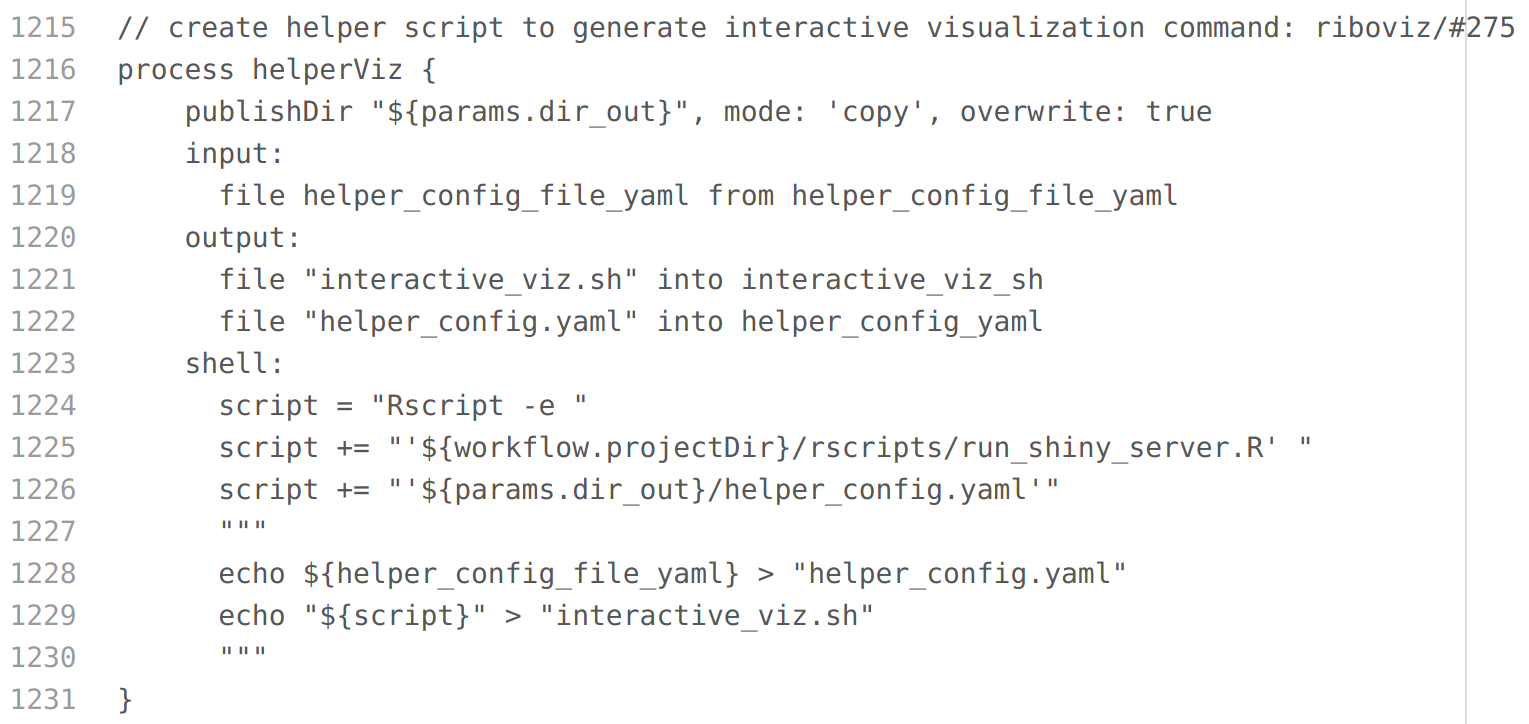 1215 // create helper script to generate interactive visualization command: riboviz/#275
1216 process helperViz {
1217     publishDir "${params.dir_out}", mode: 'copy', overwrite: true
1218     input:
1219       file helper_config_file_yaml from helper_config_file_yaml
1220     output:
1221       file "interactive_viz.sh" into interactive_viz_sh
1222       file "helper_config.yaml" into helper_config_yaml
1223     shell:
1224       script = "Rscript -e "
1225       script += "'${workflow.projectDir}/rscripts/run_shiny_server.R' "
1226       script += "'${params.dir_out}/helper_config.yaml'"
1227       """
1228       echo ${helper_config_file_yaml} > "helper_config.yaml"
1229       echo "${script}" > "interactive_viz.sh"
1230       """
1231 }